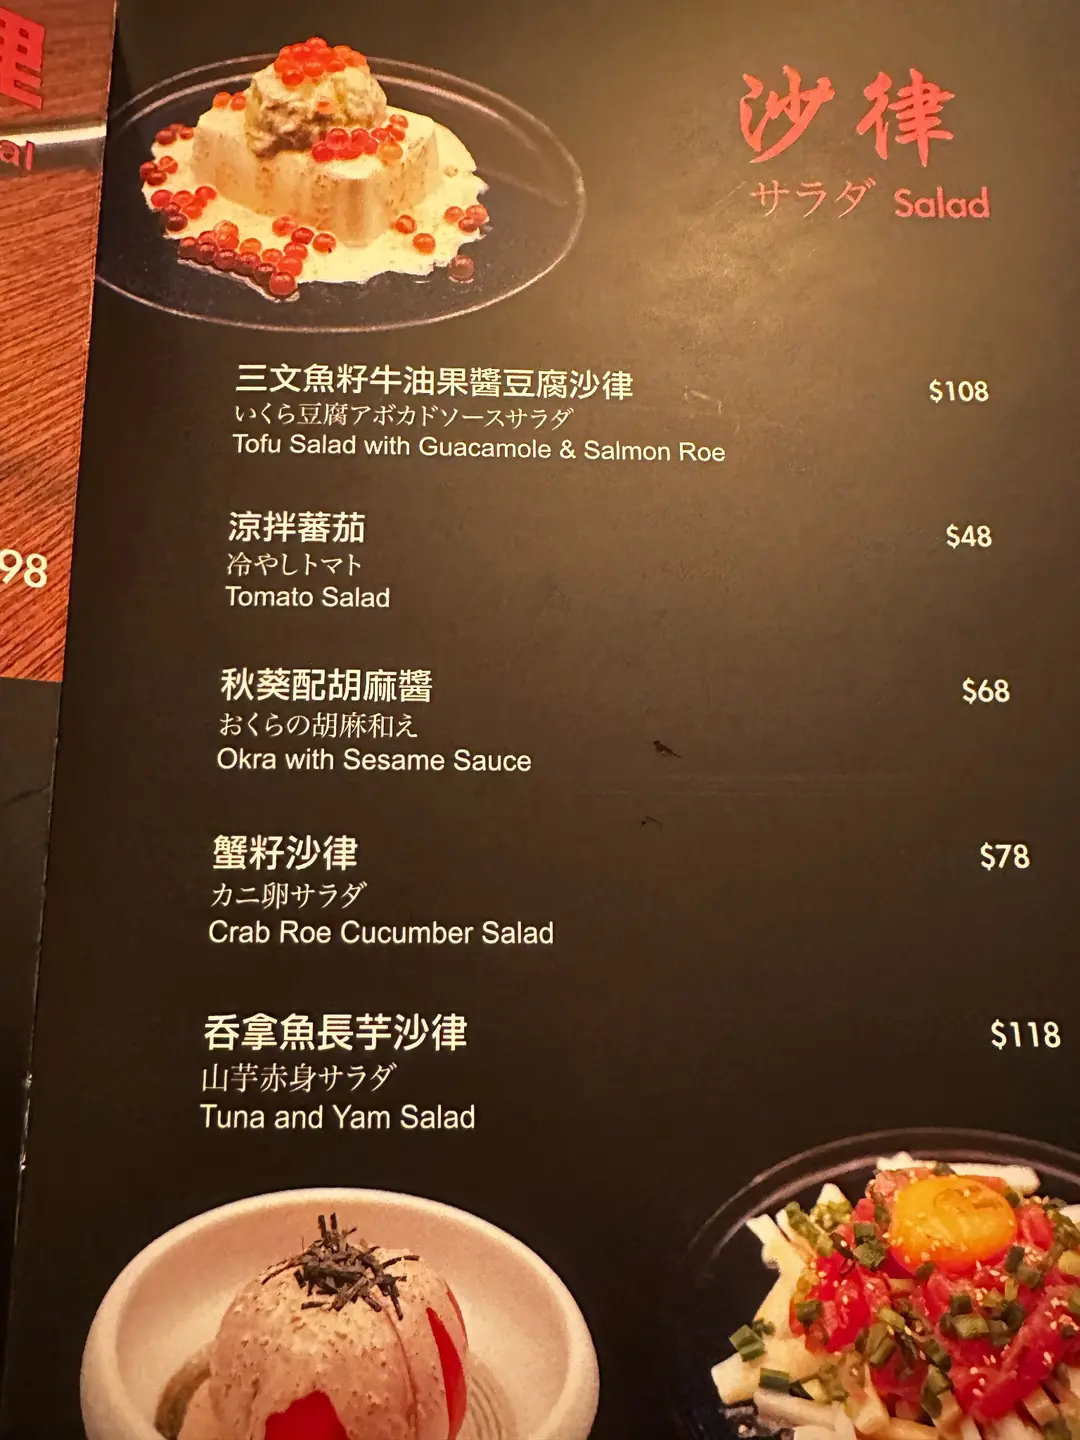 理
al
98
沙律
サラダ Salad
三文魚籽牛油果醬豆腐沙律 $108
いくら豆腐アボカドソースサラダ
Tofu Salad with Guacamole & Salmon Roe
涼拌蕃茄 $48
冷やしトマト
Tomato Salad
秋葵配胡麻醬 $68
おくらの胡麻和え
Okra with Sesame Sauce
蟹籽沙律 $78
カニ卵サラダ
Crab Roe Cucumber Salad
吞拿魚長芋沙律 $118
山芋赤身サラダ
Tuna and Yam Salad